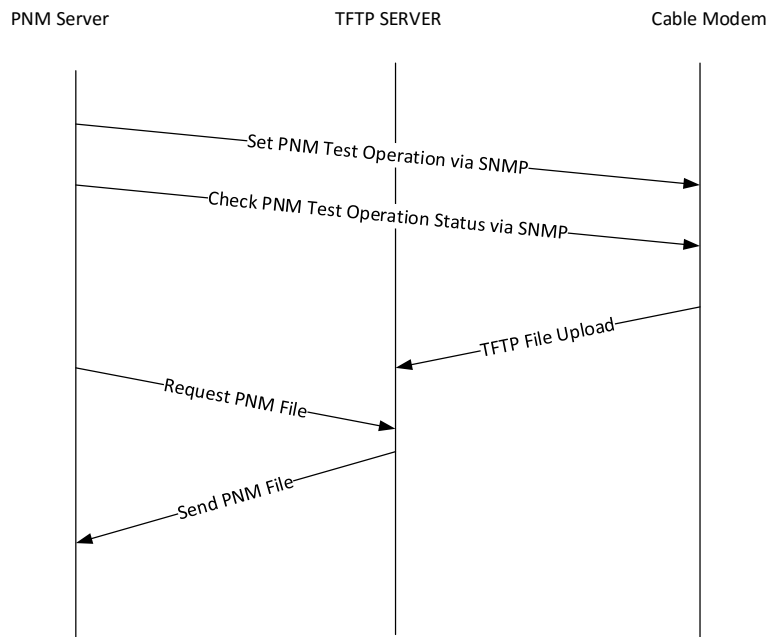 PNM Server
TFTP SERVER
Cable Modem
Set PNM Test Operation via SNMP
Check PNM Test Operation Status via SNMP
TFTP File Upload
Request PNM File
Send PNM File